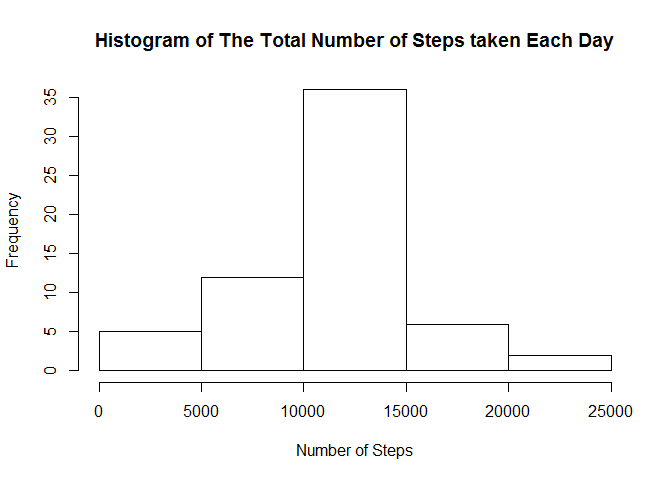 Histogram of The Total Number of Steps taken Each Day
Frequency
35
30
25
20
15
10
5
0
0 5000 10000 15000 20000 25000
Number of Steps